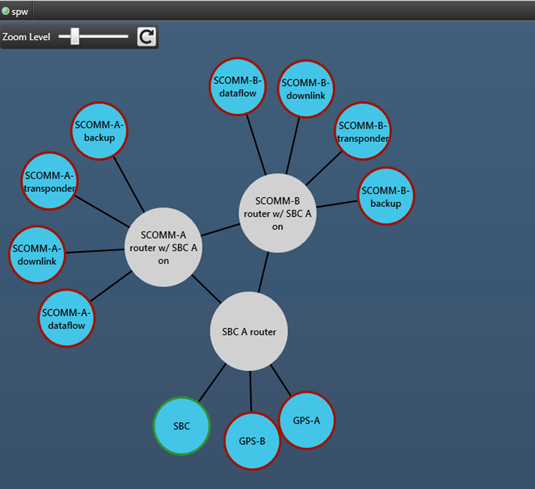 spw
Zoom Level
SCOMM-B-
dataflow
SCOMM-B-
downlink
SCOMM-A-
backup
SCOMM-B-
transponder
SCOMM-A-
transponder
SCOMM-B-
backup
SCOMM-B
router w/ SBC A
on
SCOMM-A
router w/ SBC A
on
SCOMM-A-
downlink
SCOMM-A-
dataflow
SBC A router
SBC
GPS-B
GPS-A